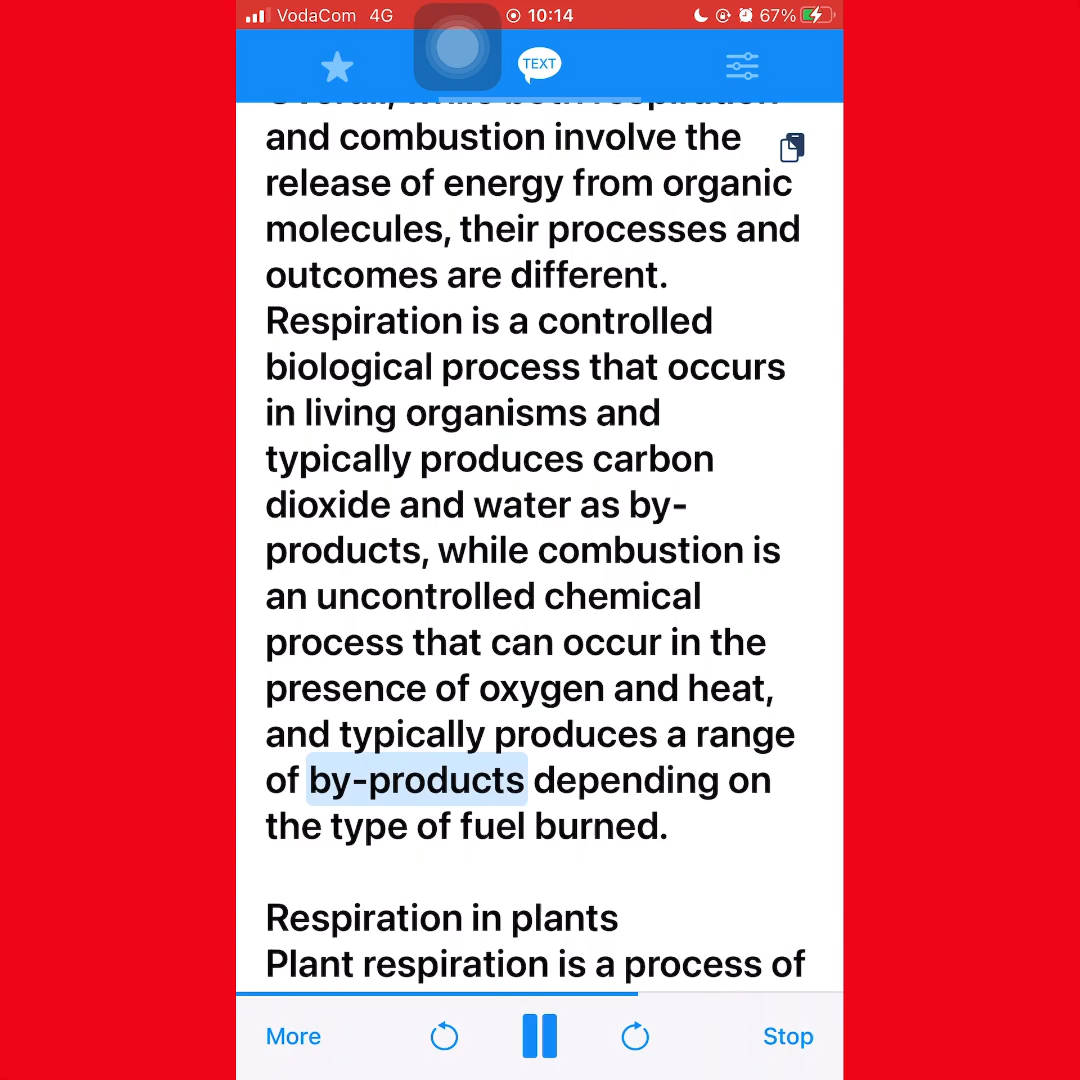 VodaCom 4G 10:14 67%
TEXT
and combustion involve the
release of energy from organic
molecules, their processes and
outcomes are different.
Respiration is a controlled
biological process that occurs
in living organisms and
typically produces carbon
dioxide and water as by-
products, while combustion is
an uncontrolled chemical
process that can occur in the
presence of oxygen and heat,
and typically produces a range
of by-products depending on
the type of fuel burned.
Respiration in plants
Plant respiration is a process of
More Stop